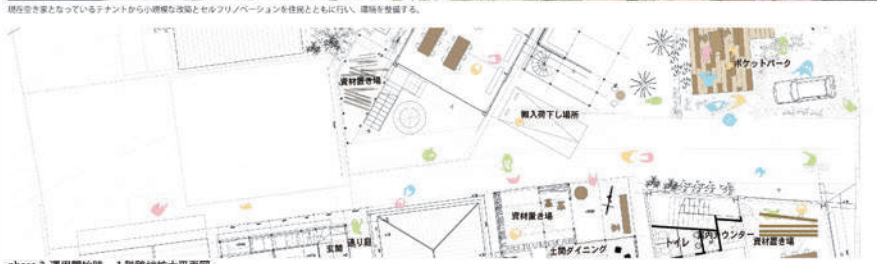 現在空き家となっているテナントから小規模な改築とセルフリノベーションを住民とともに行い、環境を整備する。
ポケットパーク
資材置き場
搬入荷下し場所
資材置き場
玄関
通り庭
土間ダイニング
トイレ
案内カウンター
資材置き場